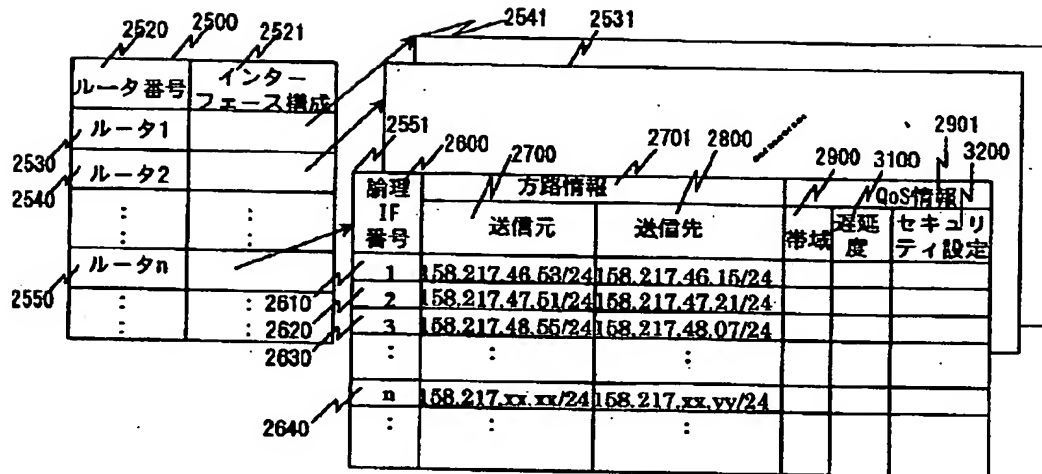 2520 2500 2521
2541 2531
ルータ番号 インターフェース構成
ルータ1
ルータ2
:
:
ルータn
:
:
2530
2540
2550
2551 2600 2700 2701 2800 2900 2901 3100 3200
論理IF番号 方路情報 QoS情報
送信元 送信先 帯域 遅延度 セキュリティ設定
1 158.217.46.53/24 158.217.46.15/24
2 158.217.47.51/24 158.217.47.21/24
3 158.217.48.55/24 158.217.48.07/24
: : :
n 158.217.xx.xx/24 158.217.xx.yy/24
: : :
2610
2620
2630
2640